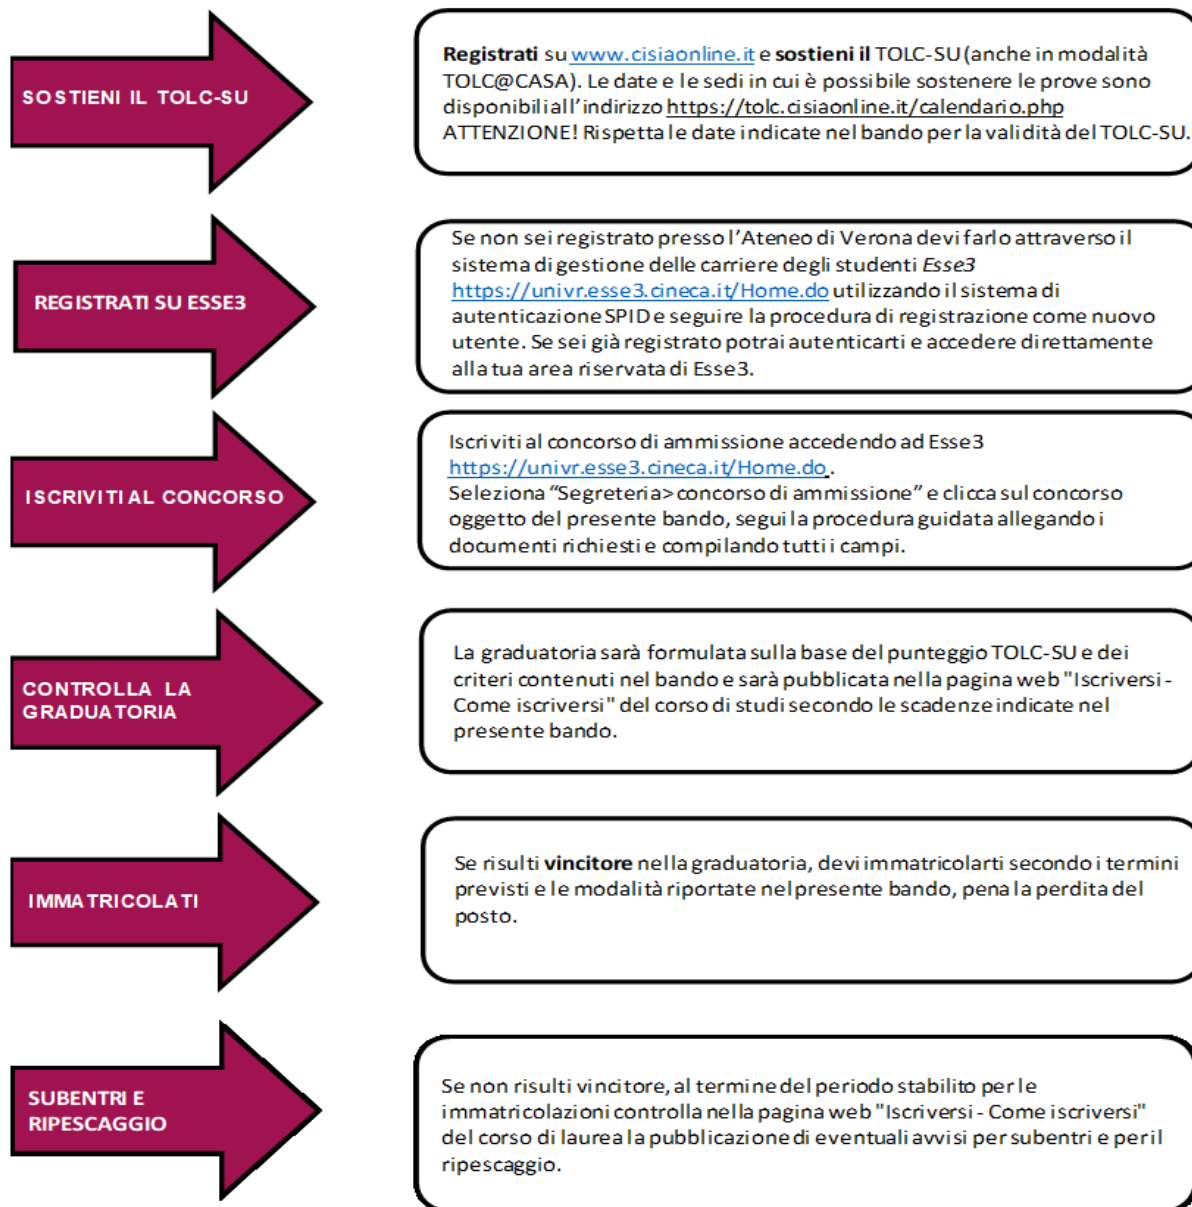 SOSTIENI IL TOLC-SU
Registrati su www.cisiaonline.it e sostieni il TOLC-SU (anche in modalità
TOLC@CASA). Le date e le sedi in cui è possibile sostenere le prove sono
disponibili all'indirizzo https://tolc.cisiaonline.it/calendario.php
ATTENZIONE! Rispetta le date indicate nel bando per la validità del TOLC-SU.
REGISTRATI SU ESSE3
Se non sei registrato presso l'Ateneo di Verona devi farlo attraverso il
sistema di gestione delle carriere degli studenti Esse3
https://univr.esse3.cineca.it/Home.do utilizzando il sistema di
autenticazione SPID e seguire la procedura di registrazione come nuovo
utente. Se sei già registrato potrai autenticarti e accedere direttamente
alla tua area riservata di Esse3.
ISCRIVITI AL CONCORSO
Iscriviti al concorso di ammissione accedendo ad Esse3
https://univr.esse3.cineca.it/Home.do .
Seleziona “Segreteria> concorso di ammissione” e clicca sul concorso
oggetto del presente bando, segui la procedura guidata allegando i
documenti richiesti e compilando tutti i campi.
CONTROLLA LA
GRADUATORIA
La graduatoria sarà formulata sulla base del punteggio TOLC-SU e dei
criteri contenuti nel bando e sarà pubblicata nella pagina web "Iscriversi -
Come iscriversi" del corso di studi secondo le scadenze indicate nel
presente bando.
IMMATRICOLATI
Se risulti vincitore nella graduatoria, devi immatricolarti secondo i termini
previsti e le modalità riportate nel presente bando, pena la perdita del
posto.
SUBENTRI E
RIPESCAGGIO
Se non risulti vincitore, al termine del periodo stabilito per le
immatricolazioni controlla nella pagina web "Iscriversi - Come iscriversi"
del corso di laurea la pubblicazione di eventuali avvisi per subentri e per il
ripescaggio.